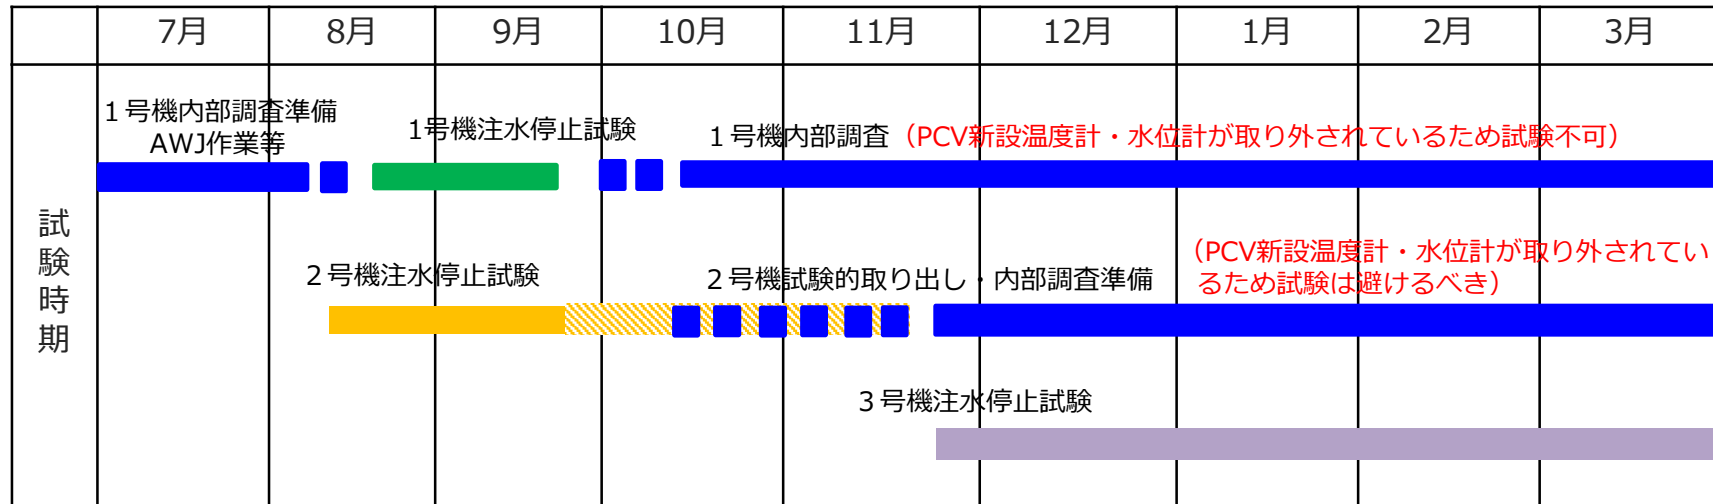 7月 8月 9月 10月 11月 12月 1月 2月 3月
試験時期
１号機内部調査準備
AWJ作業等
1号機注水停止試験
１号機内部調査（PCV新設温度計・水位計が取り外されているため試験不可）
２号機注水停止試験
２号機試験的取り出し・内部調査準備
（PCV新設温度計・水位計が取り外されてい
るため試験は避けるべき）
３号機注水停止試験